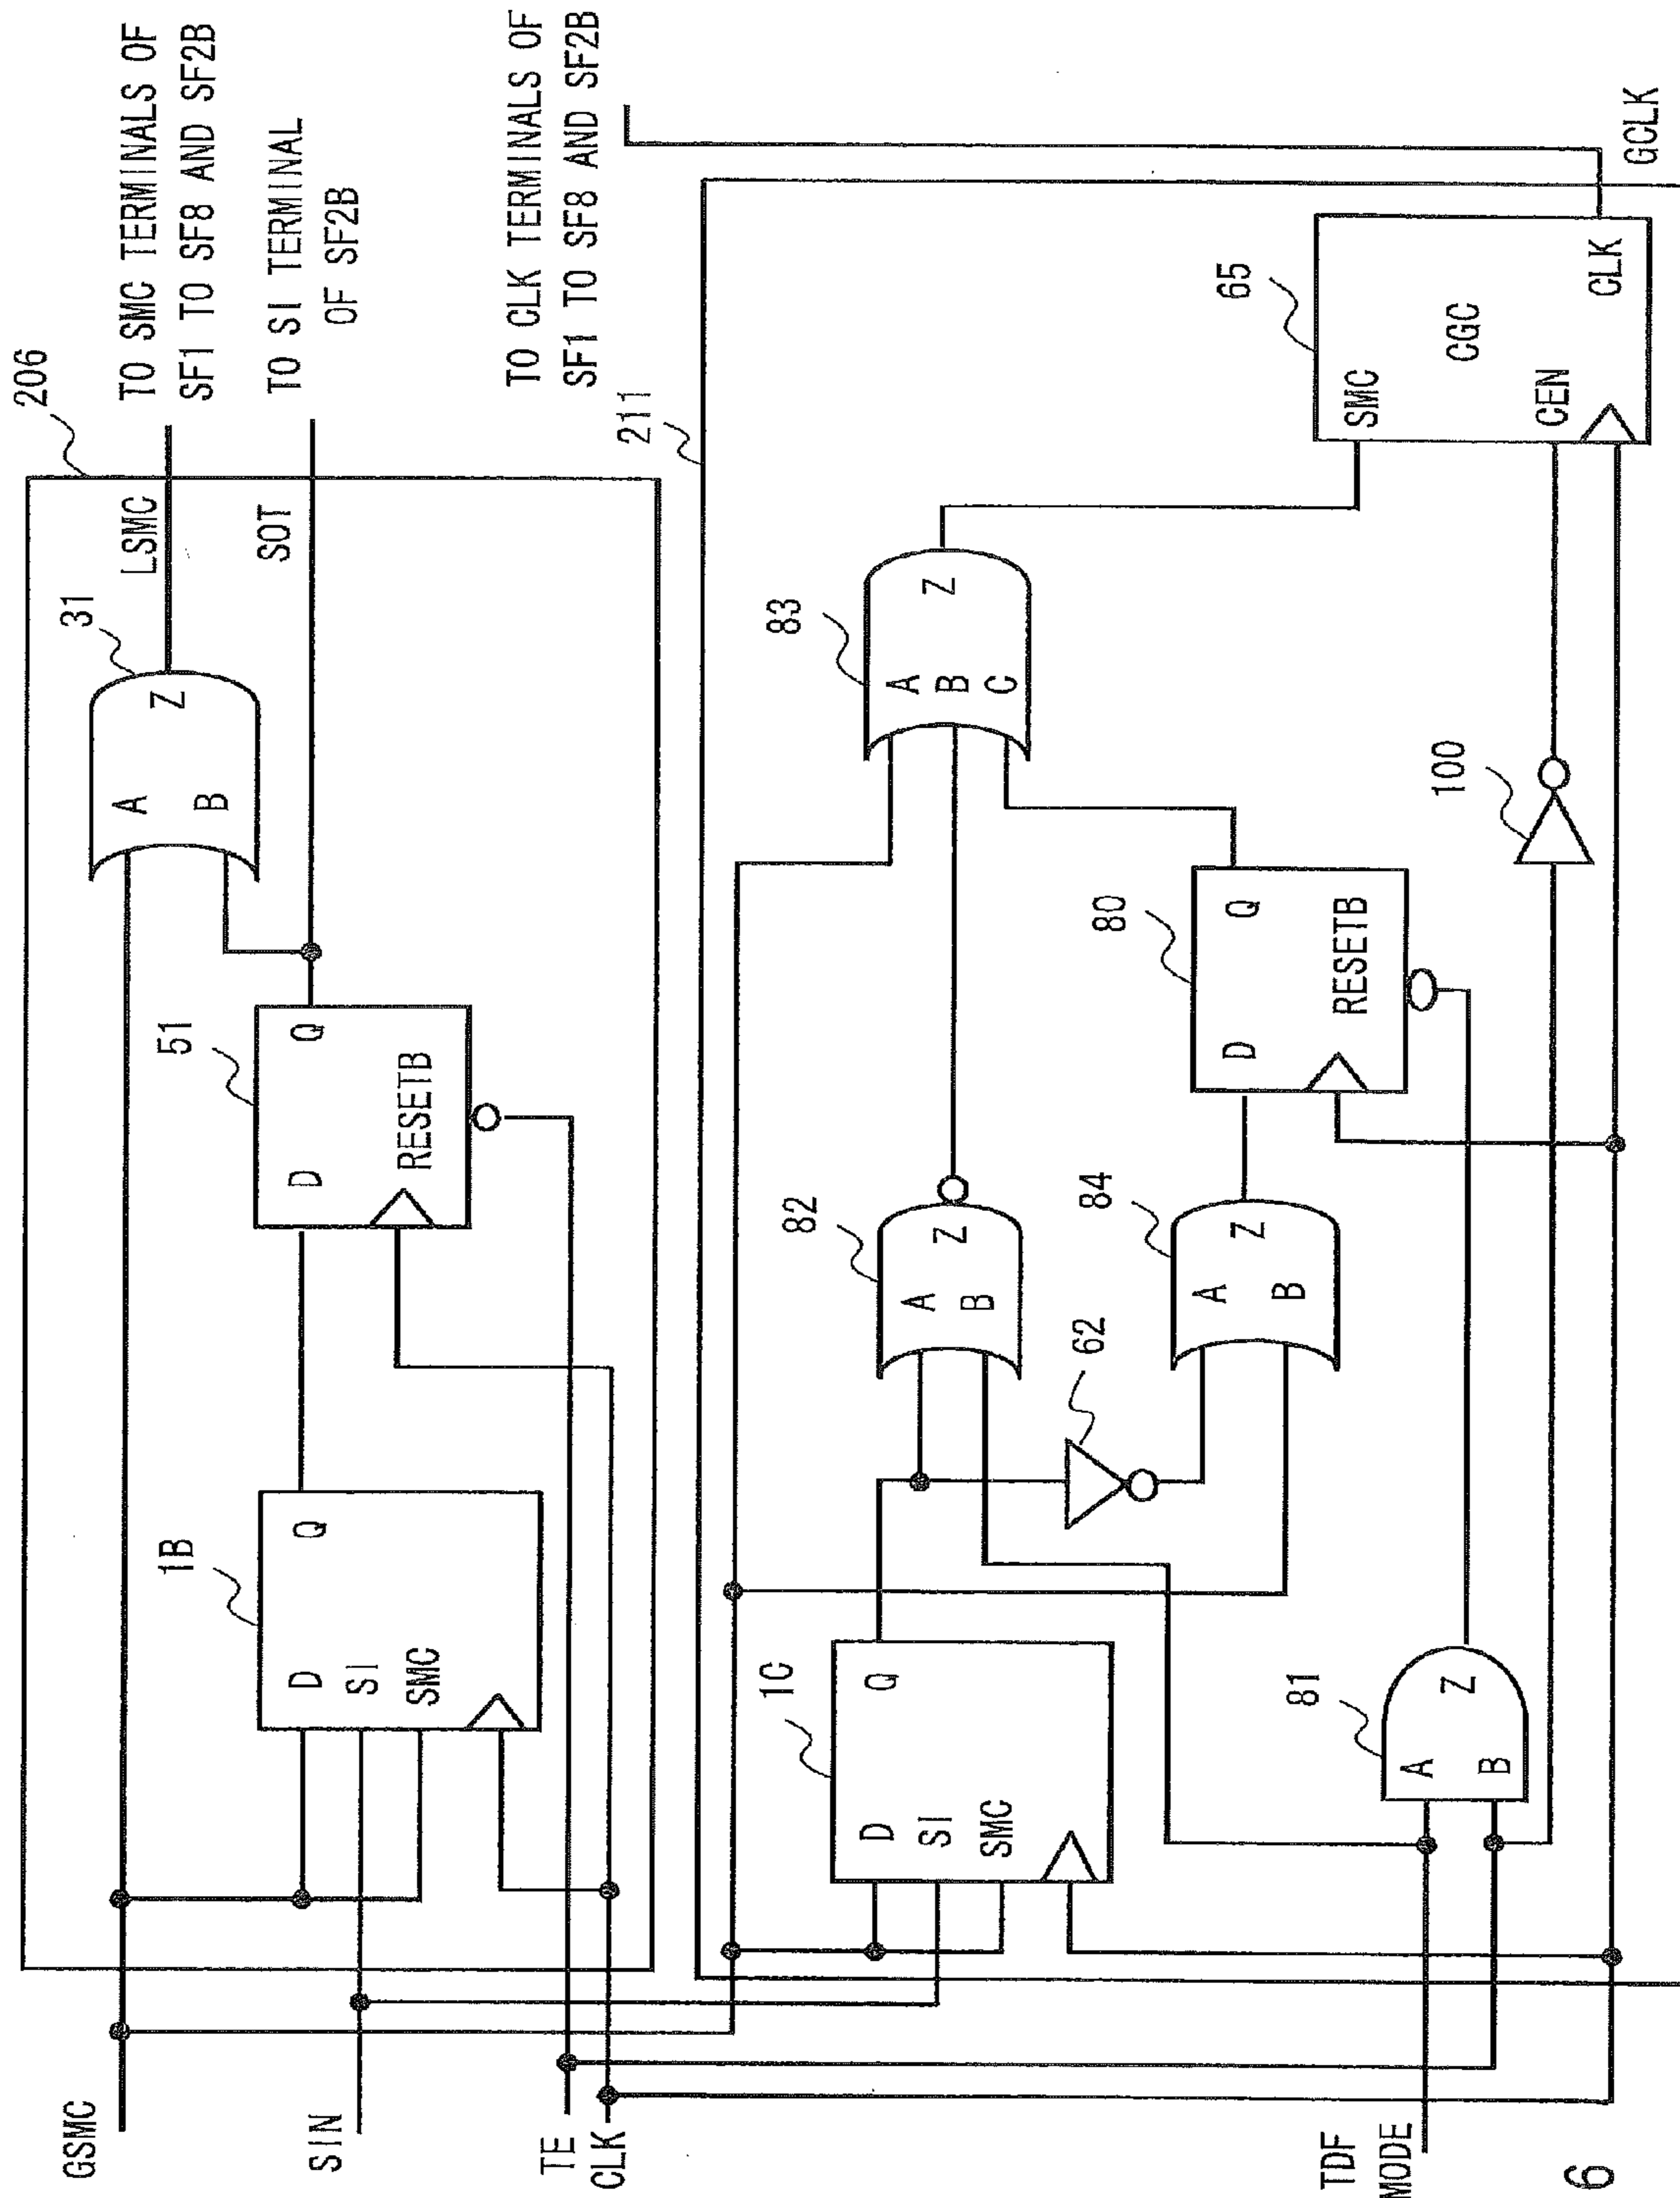 GSMC
SIN
TE
CLK
TDF
MODE
206
1B
D
SI
SMC
Q
51
D
Q
RESETB
31
A
B
Z
LSMC
SOT
TO SMC TERMINALS OF
SF1 TO SF8 AND SF2B
TO SI TERMINAL
OF SF2B
TO CLK TERMINALS OF
SF1 TO SF8 AND SF2B
211
1C
D
SI
SMC
Q
82
A
B
Z
62
84
A
B
Z
81
A
B
Z
80
D
Q
RESETB
83
A
B
C
Z
100
65
SMC
CGC
CEN
CLK
GCLK
6